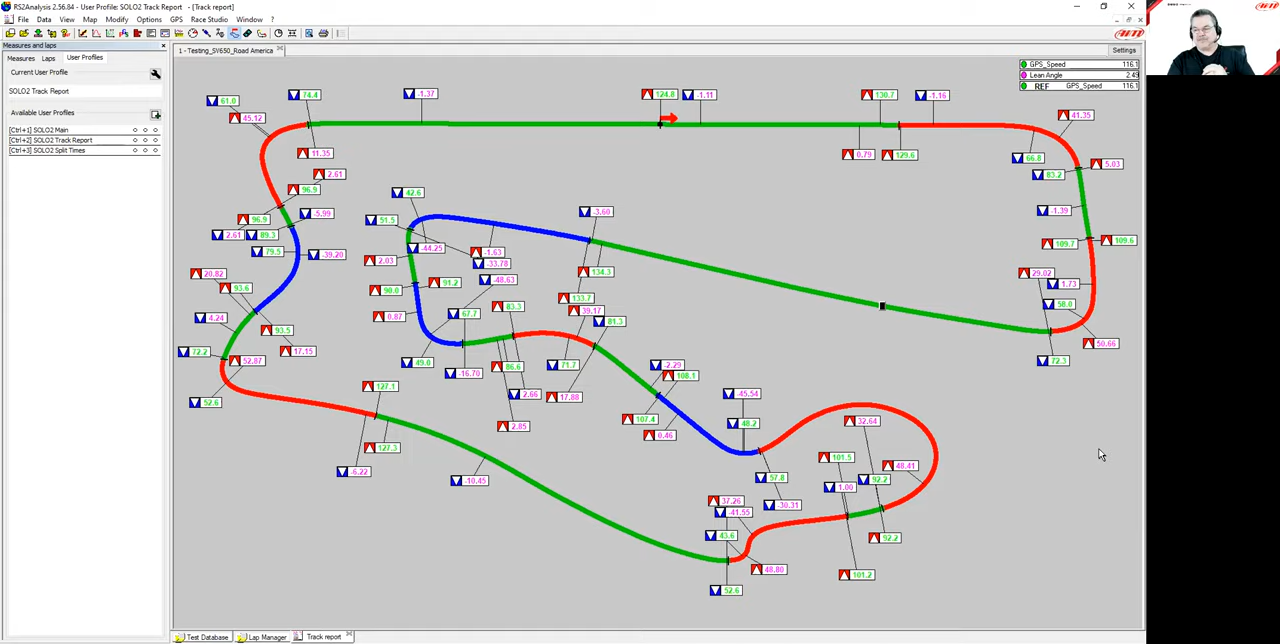 RS2Analysis 2.56.84 - User Profile: SOLO2 Track Report - [Track report]
File Data View Map Modify Options GPS Race Studio Window ?
Measures and laps
Measures Laps User Profiles
Current User Profile
SOLO2 Track Report
Available User Profiles
[Ctrl+1] SOLO2 Main
[Ctrl+2] SOLO2 Track Report
[Ctrl+3] SOLO2 Split Times
1 - Testing_SV650_Road America
Settings
GPS_Speed 116.1
Lean Angle 2.49
REF GPS_Speed 116.1
61.0 74.4 -1.37 124.8 -1.11 130.7 -1.16
45.12 41.35
11.35 0.79 129.6 66.8 5.03
2.61 83.2
96.9 42.6
-5.99 51.5 -3.60 -1.39
96.9
2.61 89.3 109.7 109.6
79.5 -39.20 -44.25 -1.63
2.03 -33.78
20.82 134.3 29.02
93.6 90.0 91.2 -48.63 1.73
133.7 58.0
4.24 0.87 67.7 83.3 39.17
93.5 81.3
17.15 50.66
72.2 52.87 49.0 -16.70 86.6 71.7 -2.29 72.3
108.1
127.1 2.66 17.88 -45.54
52.6 107.4 48.2 32.64
2.85 0.46
127.3 101.5 48.41
-6.22 -10.45 57.8 1.00 92.2
37.26 -30.31
-41.55
43.6 92.2
48.80 101.2
52.6
Test Database Lap Manager Track report